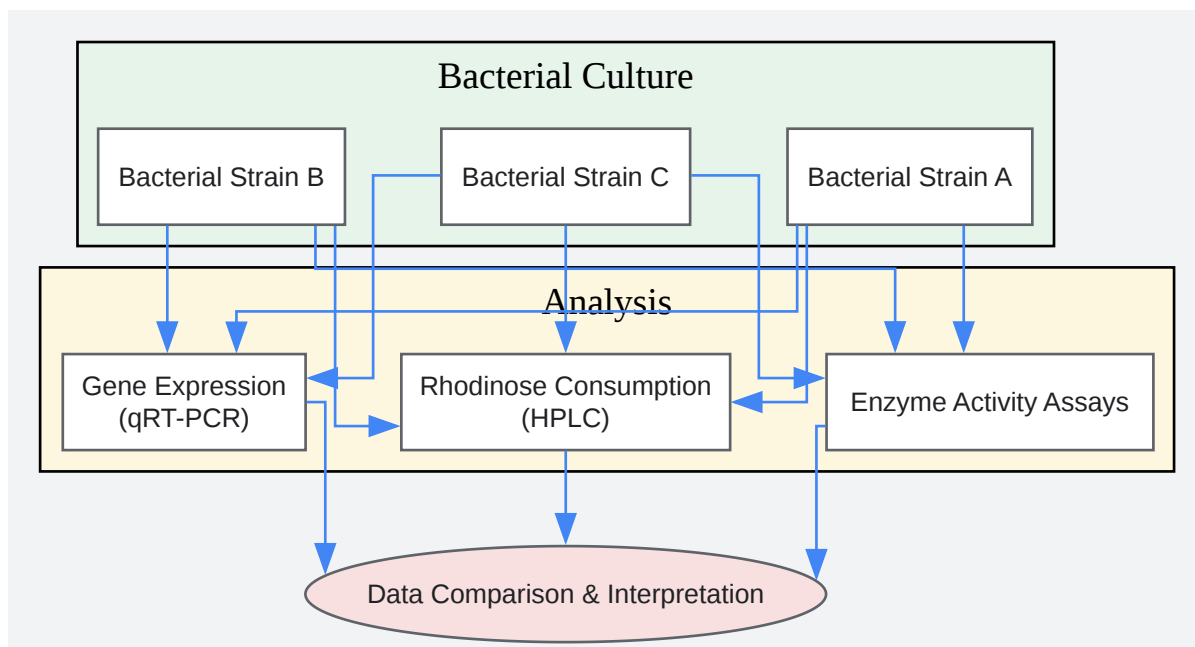 Bacterial Culture
Bacterial Strain B
Bacterial Strain C
Bacterial Strain A
Analysis
Gene Expression
(qRT-PCR)
Rhodinose Consumption
(HPLC)
Enzyme Activity Assays
Data Comparison & Interpretation